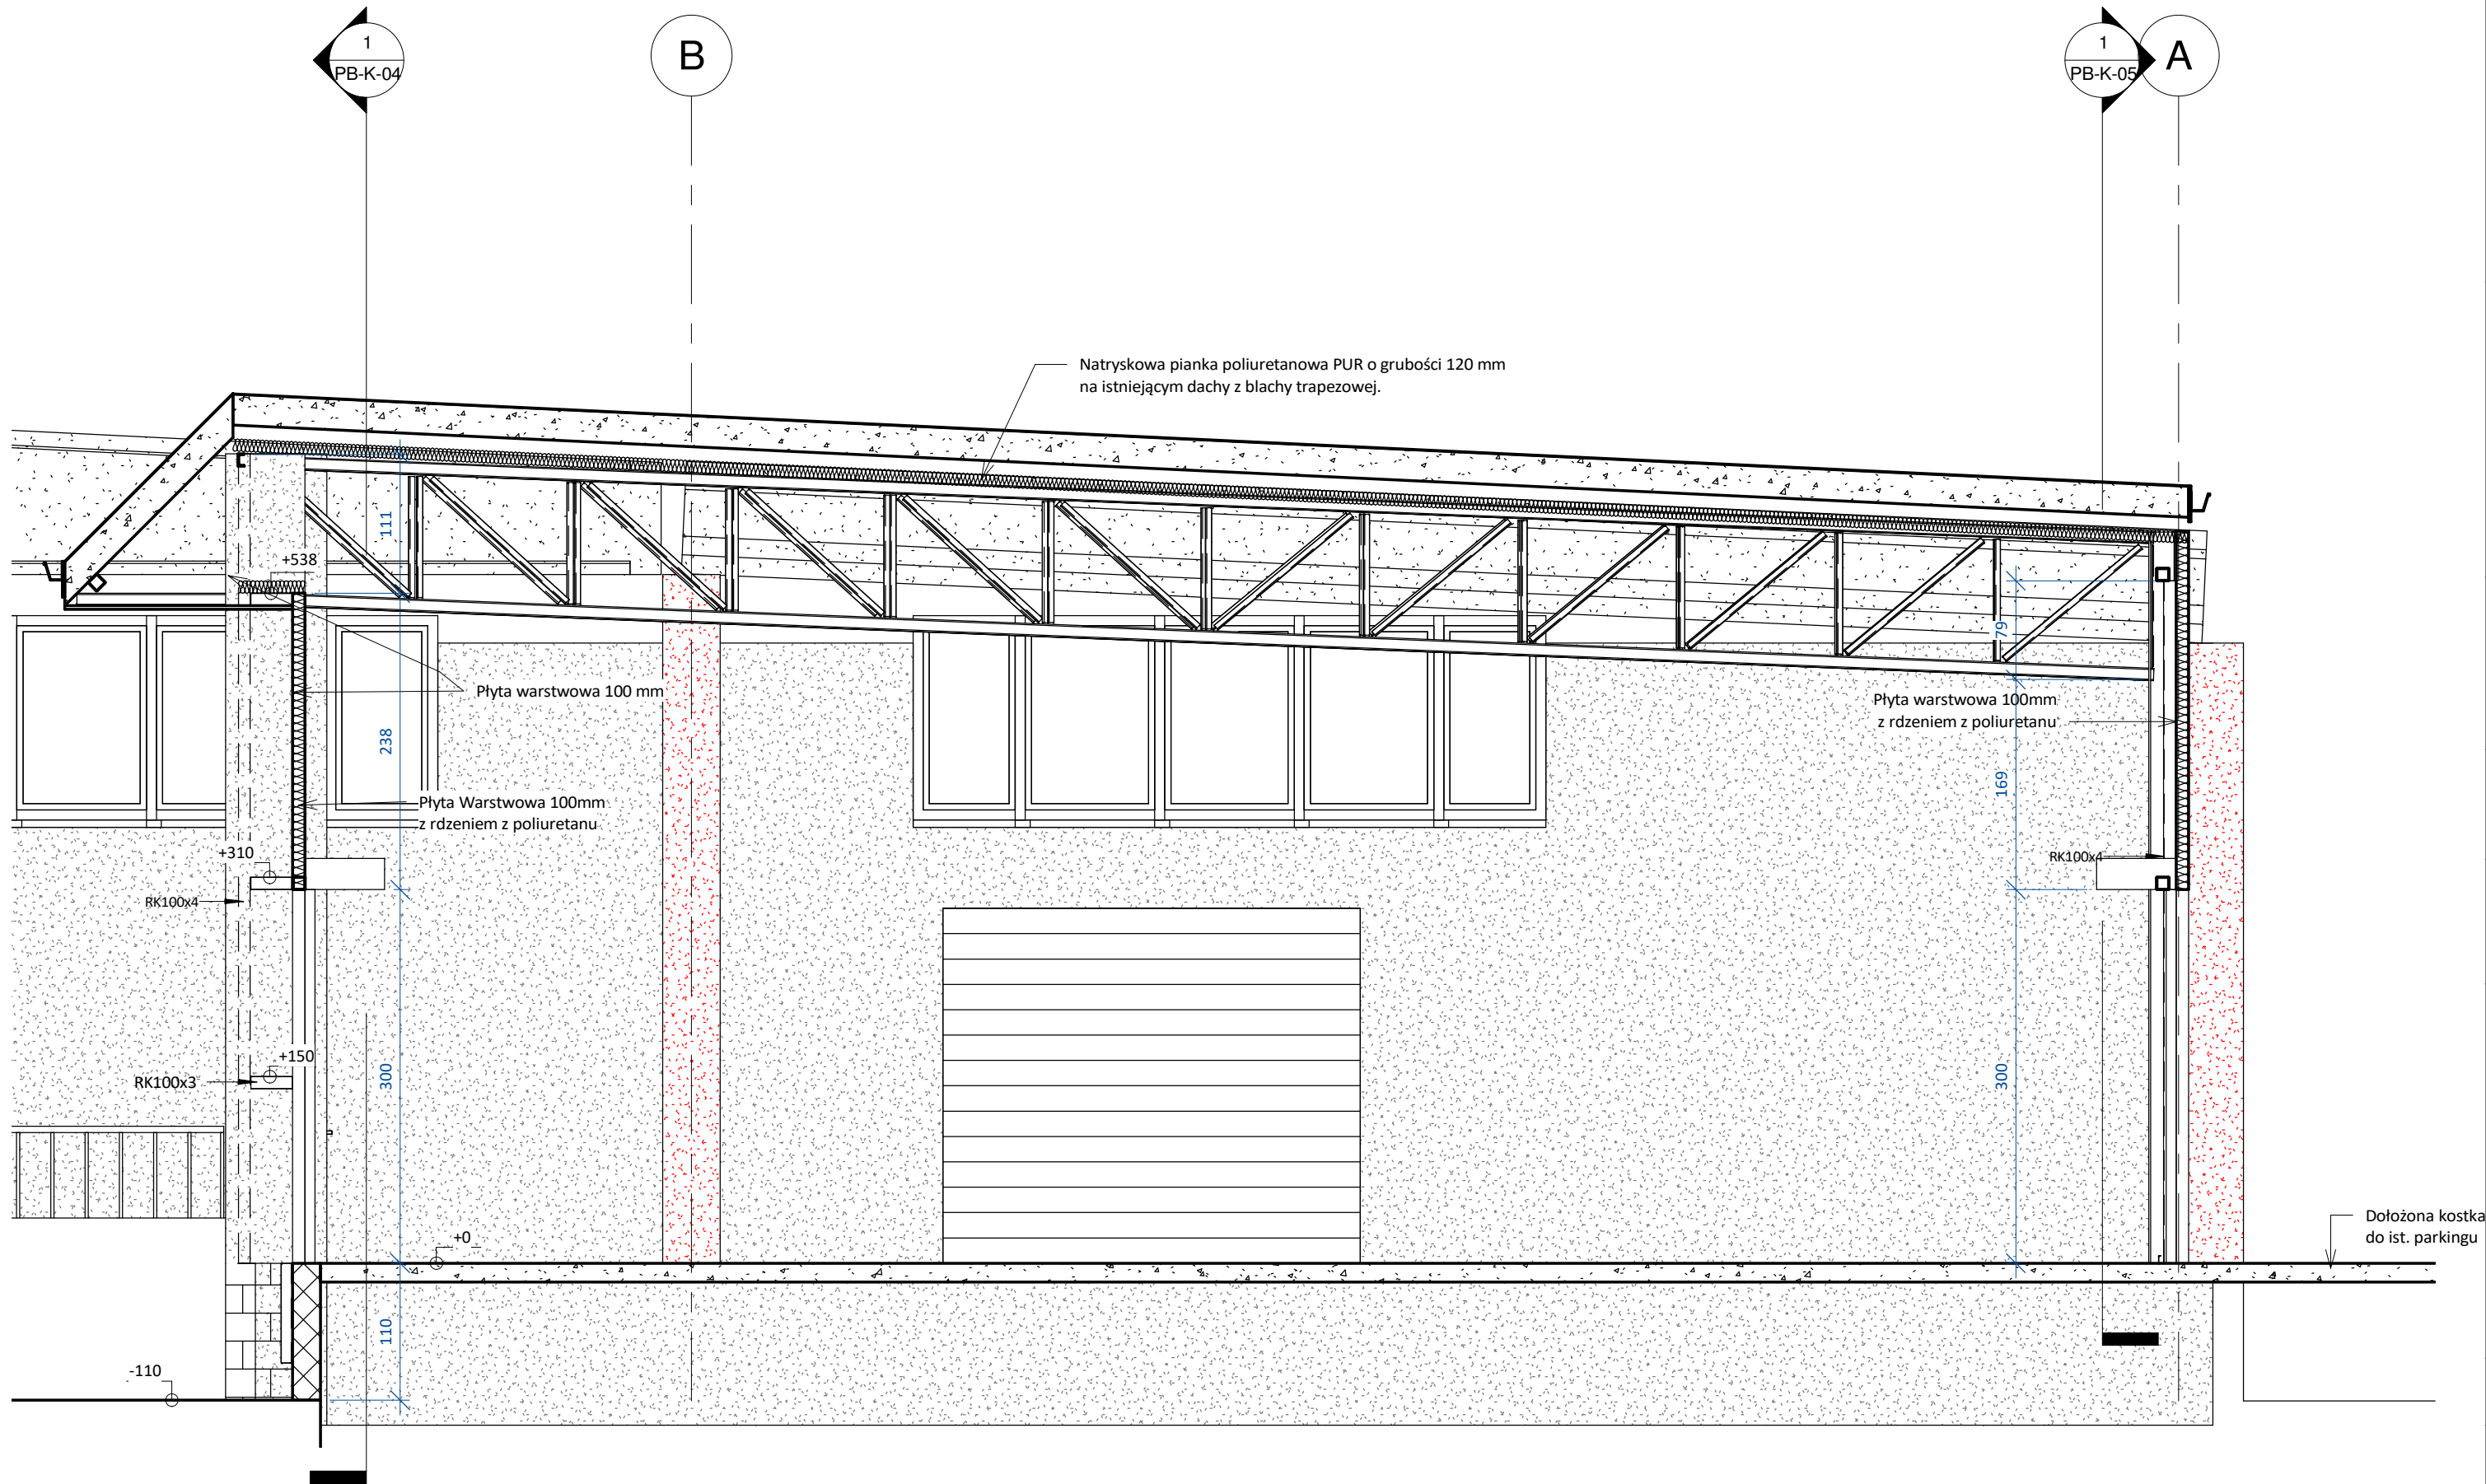 1
PB-K-04
B
1
PB-K-05
A
Natryskowa pianka poliuretanowa PUR o grubości 120 mm
na istniejącym dachy z blachy trapezowej.
111
+538
79
Płyta warstwowa 100 mm
Płyta warstwowa 100mm
z rdzeniem z poliuretanu
238
169
Płyta Warstwowa 100mm
z rdzeniem z poliuretanu
+310
RK100x4
RK100x4
+150
RK100x3
300
300
Dołożona kostka
do ist. parkingu
+0
110
-110